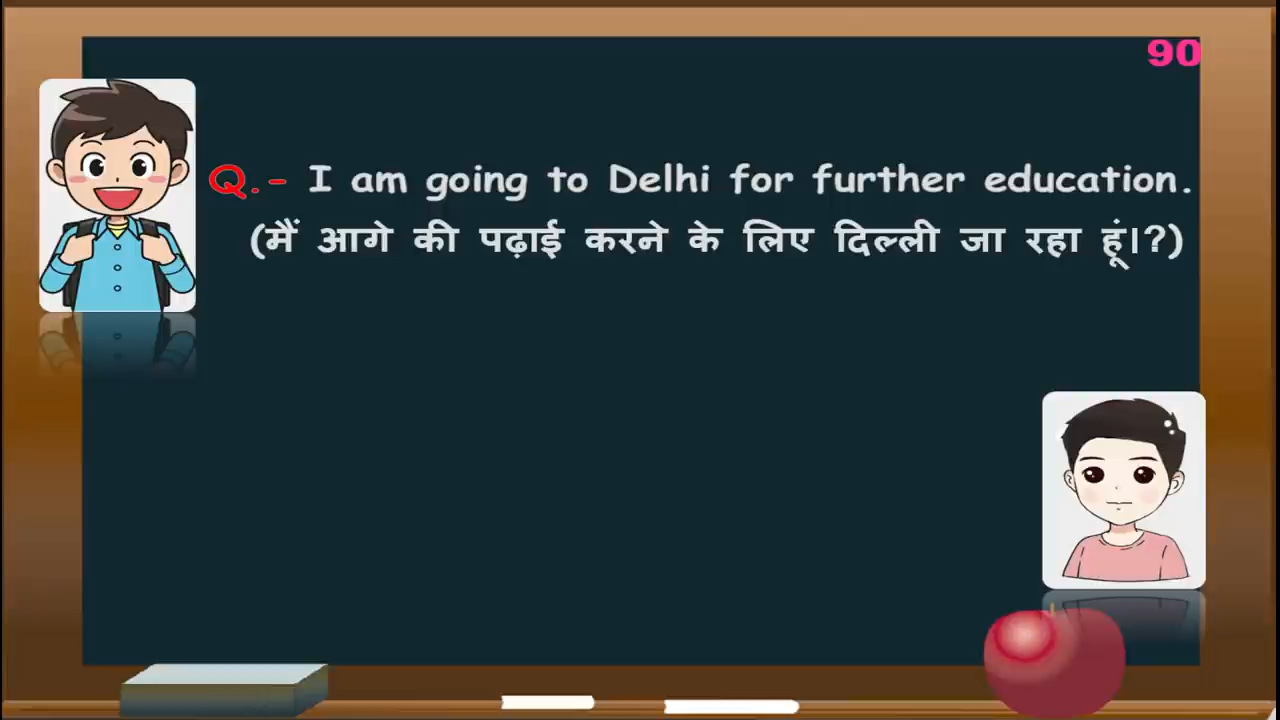 90
Q.- I am going to Delhi for further education.
(मैं आगे की पढ़ाई करने के लिए दिल्ली जा रहा हूं।?)